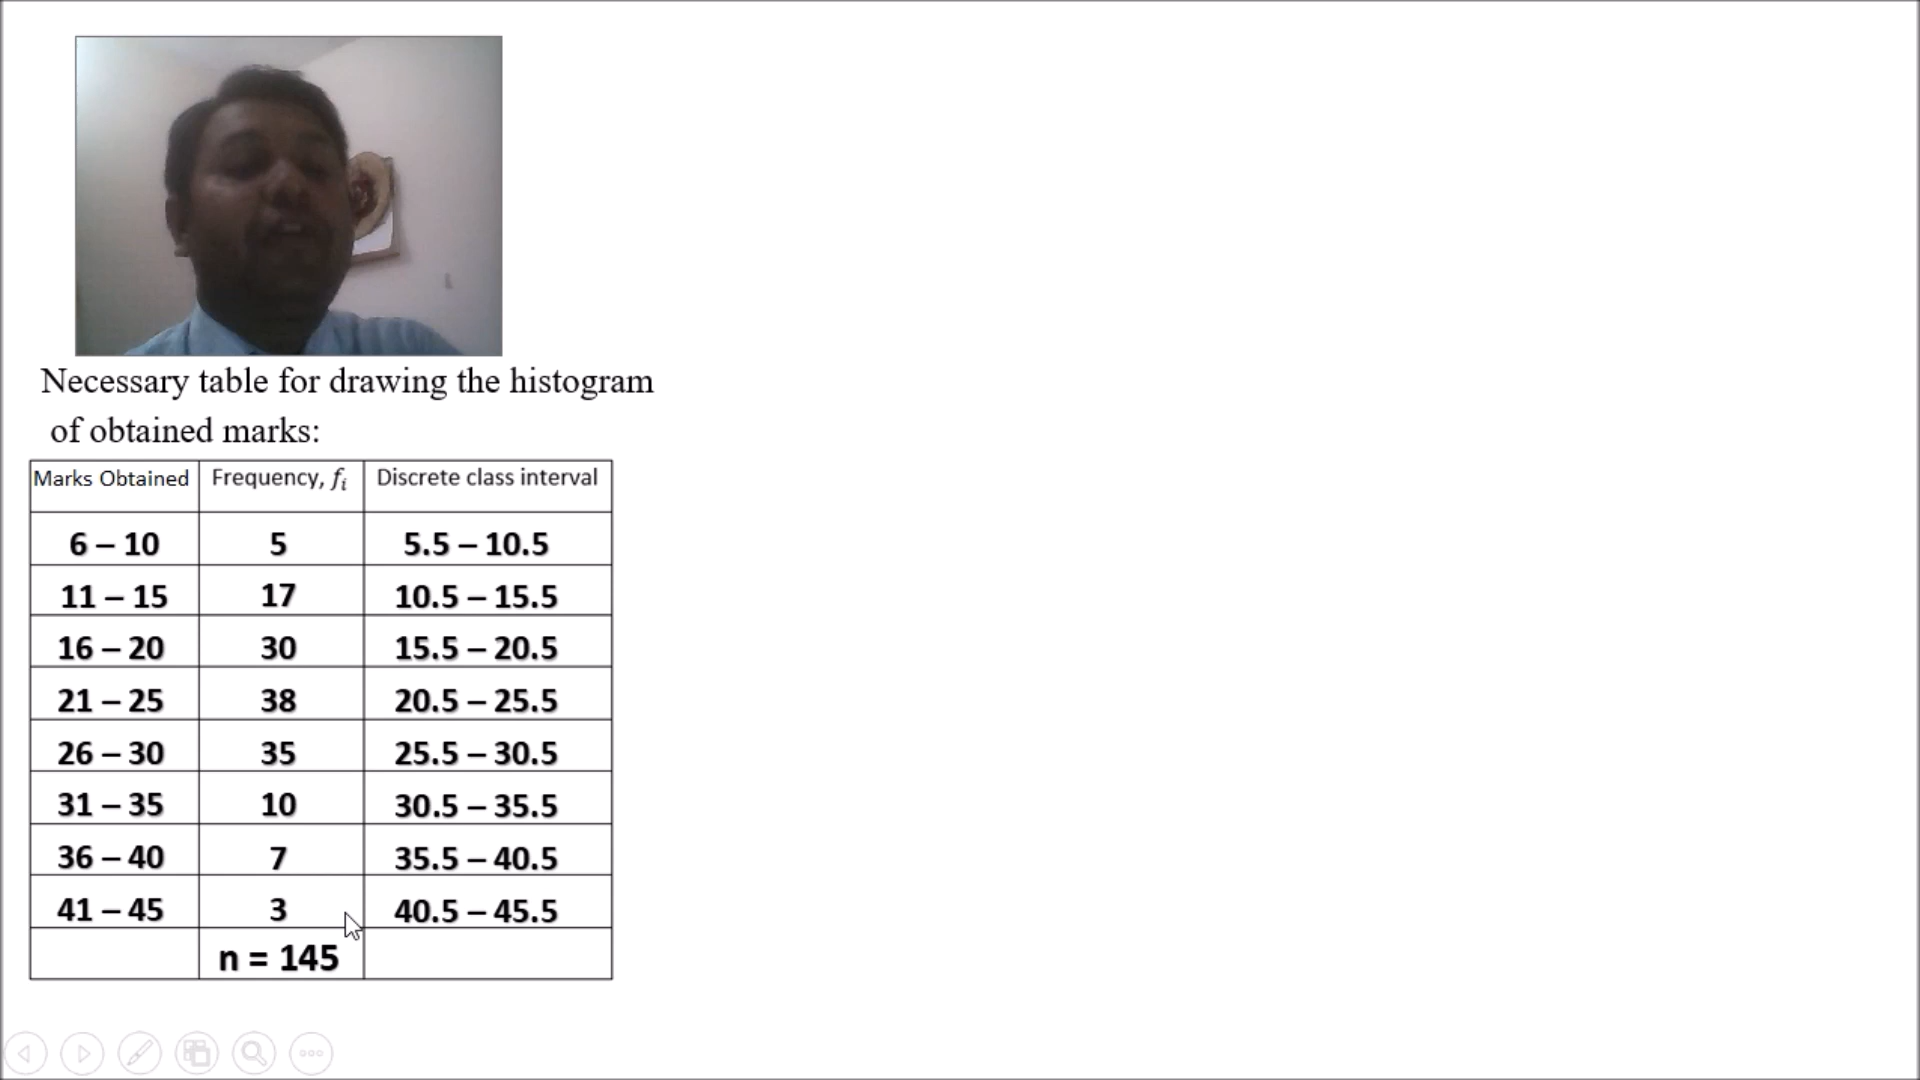 Necessary table for drawing the histogram
of obtained marks:
Marks Obtained Frequency, fᵢ Discrete class interval
6 – 10 5 5.5 – 10.5
11 – 15 17 10.5 – 15.5
16 – 20 30 15.5 – 20.5
21 – 25 38 20.5 – 25.5
26 – 30 35 25.5 – 30.5
31 – 35 10 30.5 – 35.5
36 – 40 7 35.5 – 40.5
41 – 45 3 40.5 – 45.5
n = 145